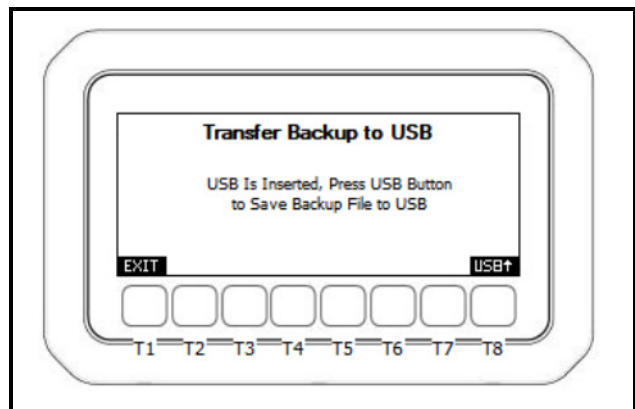 Transfer Backup to USB
USB Is Inserted, Press USB Button
to Save Backup File to USB
EXIT USB↑
T1 T2 T3 T4 T5 T6 T7 T8